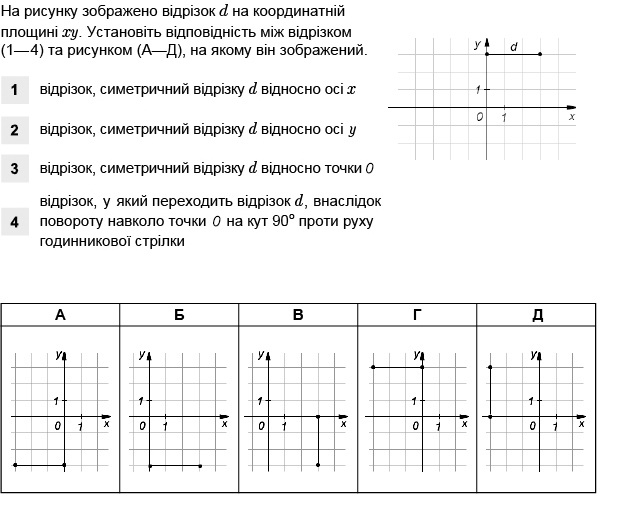 На рисунку зображено відрізок d на координатній
площині xy. Установіть відповідність між відрізком
(1—4) та рисунком (А—Д), на якому він зображений.
y d
1
0 1 x
1 відрізок, симетричний відрізку d відносно осі x
2 відрізок, симетричний відрізку d відносно осі y
3 відрізок, симетричний відрізку d відносно точки O
4 відрізок, у який переходить відрізок d, внаслідок
повороту навколо точки O на кут 90° проти руху
годинникової стрілки
А Б В Г Д
y y y y y
1 1 1 1 1
0 1 x 0 1 x 0 1 x 0 1 x 0 1 x